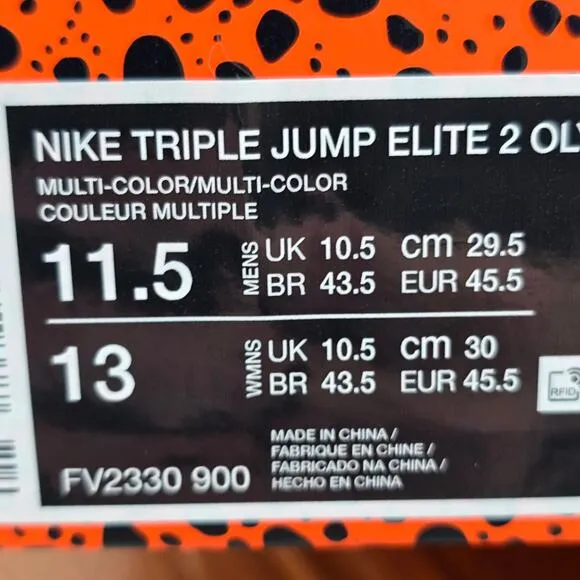 NIKE TRIPLE JUMP ELITE 2 OLY
MULTI-COLOR/MULTI-COLOR
COULEUR MULTIPLE
11.5 MENS UK 10.5 cm 29.5
BR 43.5 EUR 45.5
13 WMNS UK 10.5 cm 30
BR 43.5 EUR 45.5
RFID
MADE IN CHINA /
FABRIQUE EN CHINE /
FABRICADO NA CHINA /
HECHO EN CHINA
FV2330 900